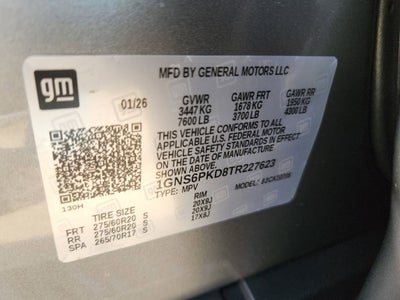 gm
MFD BY GENERAL MOTORS LLC
01/26
GVWR GAWR FRT GAWR RR
3447 KG 1678 KG 1950 KG
7600 LB 3700 LB 4300 LB
THIS VEHICLE CONFORMS TO ALL
APPLICABLE U.S. FEDERAL MOTOR
VEHICLE SAFETY STANDARDS IN EFFECT
ON THE DATE OF MANUFACTURE SHOWN ABOVE.
1GNS6PKD8TR227623
TYPE: MPV MODEL:
130H
TIRE SIZE RIM
FRT 275/60R20 S 20X9J
RR 275/60R20 S 20X9J
SPA 265/70R17 S 17X8J